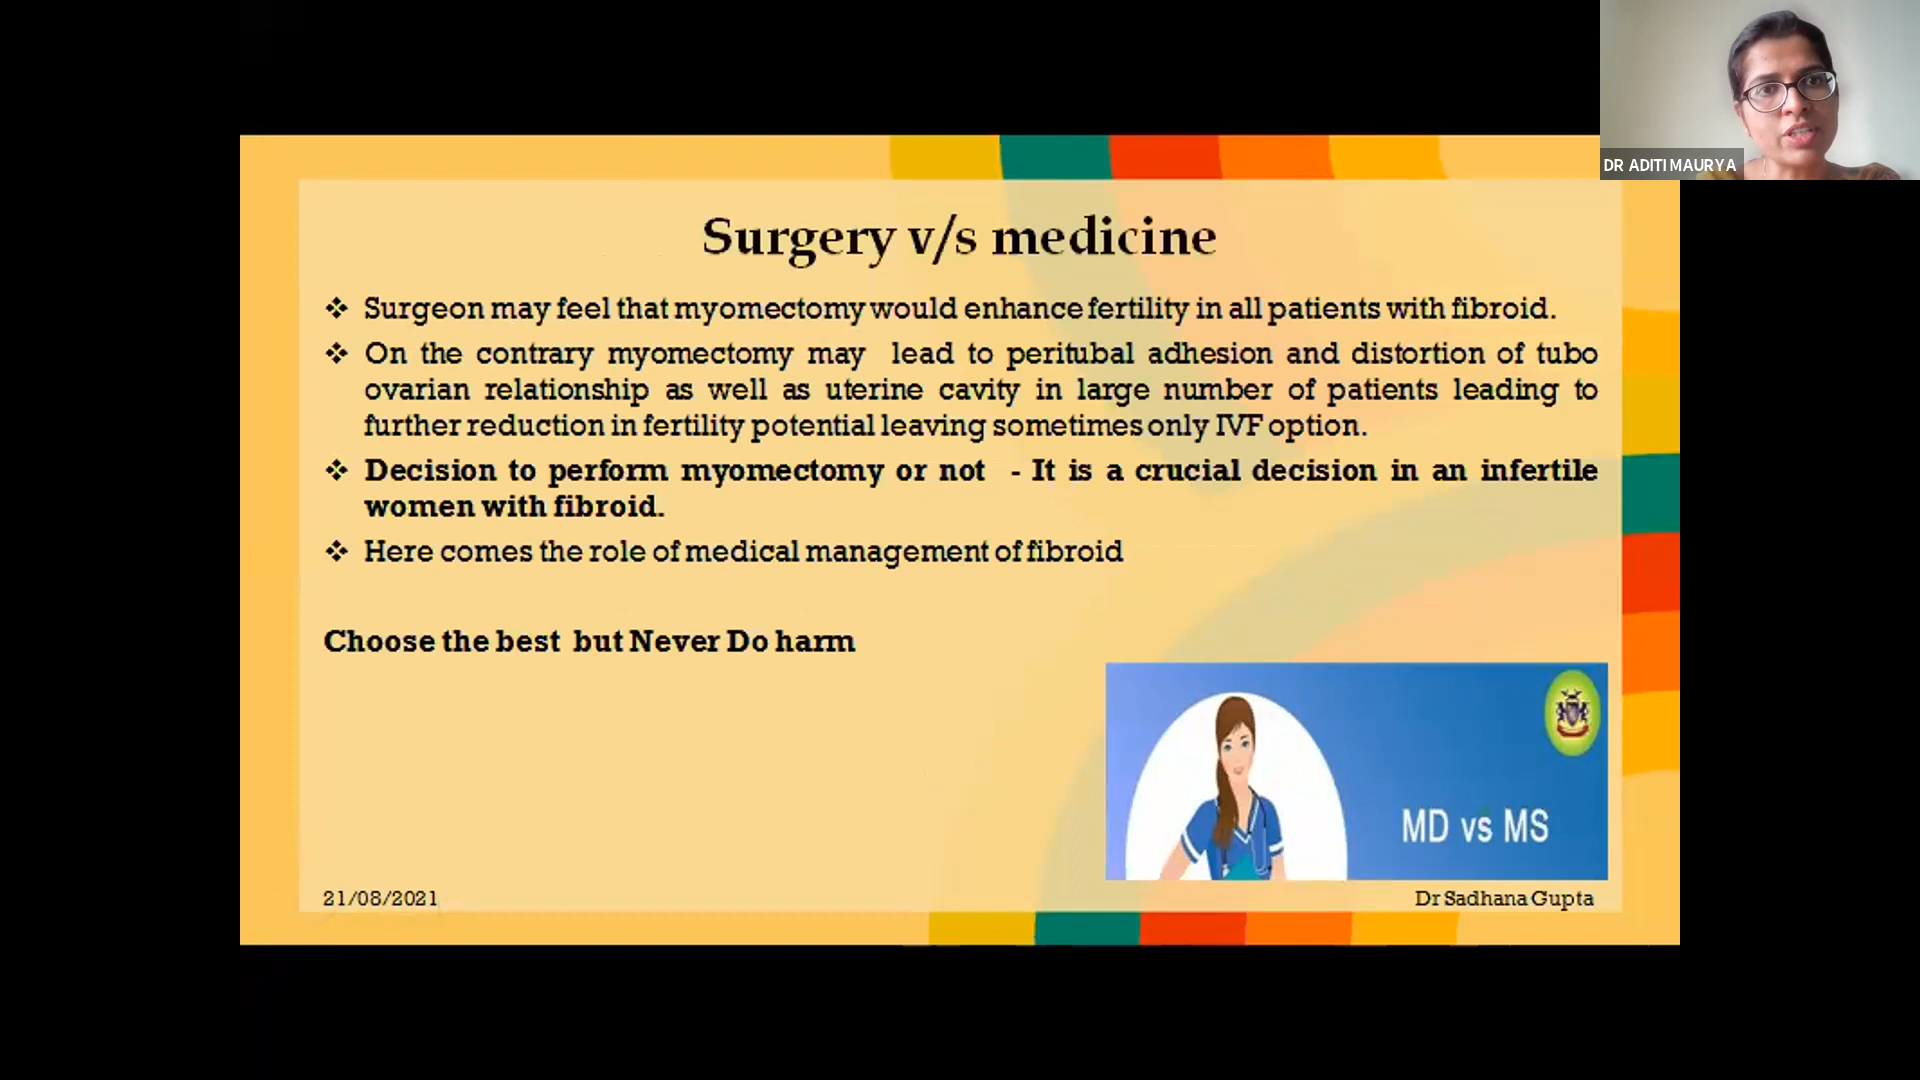 DR ADITI MAURYA
Surgery v/s medicine
❖ Surgeon may feel that myomectomy would enhance fertility in all patients with fibroid.
❖ On the contrary myomectomy may lead to peritubal adhesion and distortion of tubo
ovarian relationship as well as uterine cavity in large number of patients leading to
further reduction in fertility potential leaving sometimes only IVF option.
❖ Decision to perform myomectomy or not - It is a crucial decision in an infertile
women with fibroid.
❖ Here comes the role of medical management of fibroid
Choose the best but Never Do harm
MD vs MS
21/08/2021
Dr Sadhana Gupta